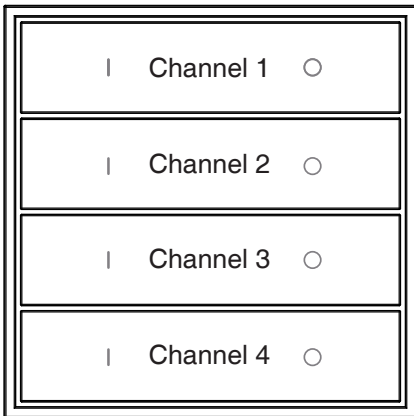 | Channel 1 ○
| Channel 2 ○
| Channel 3 ○
| Channel 4 ○